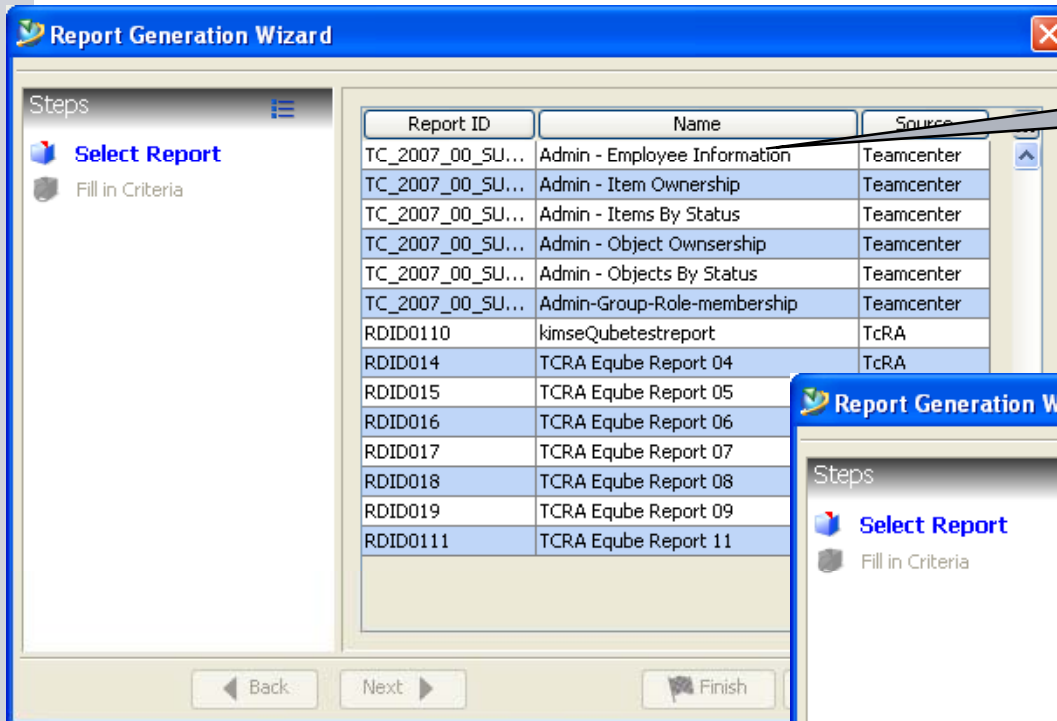 Report Generation Wizard
Steps
Select Report
Fill in Criteria
Report ID Name Source ...
TC_2007_00_SU... Admin - Employee Information Teamcenter
TC_2007_00_SU... Admin - Item Ownership Teamcenter
TC_2007_00_SU... Admin - Items By Status Teamcenter
TC_2007_00_SU... Admin - Object Ownsership Teamcenter
TC_2007_00_SU... Admin - Objects By Status Teamcenter
TC_2007_00_SU... Admin-Group-Role-membership Teamcenter
RDID0110 kimseQubetestreport TcRA
RDID014 TCRA Eqube Report 04 TcRA
RDID015 TCRA Eqube Report 05
RDID016 TCRA Eqube Report 06
RDID017 TCRA Eqube Report 07
RDID018 TCRA Eqube Report 08
RDID019 TCRA Eqube Report 09
RDID0111 TCRA Eqube Report 11
Back Next Finish
Report Generation W
Steps
Select Report
Fill in Criteria